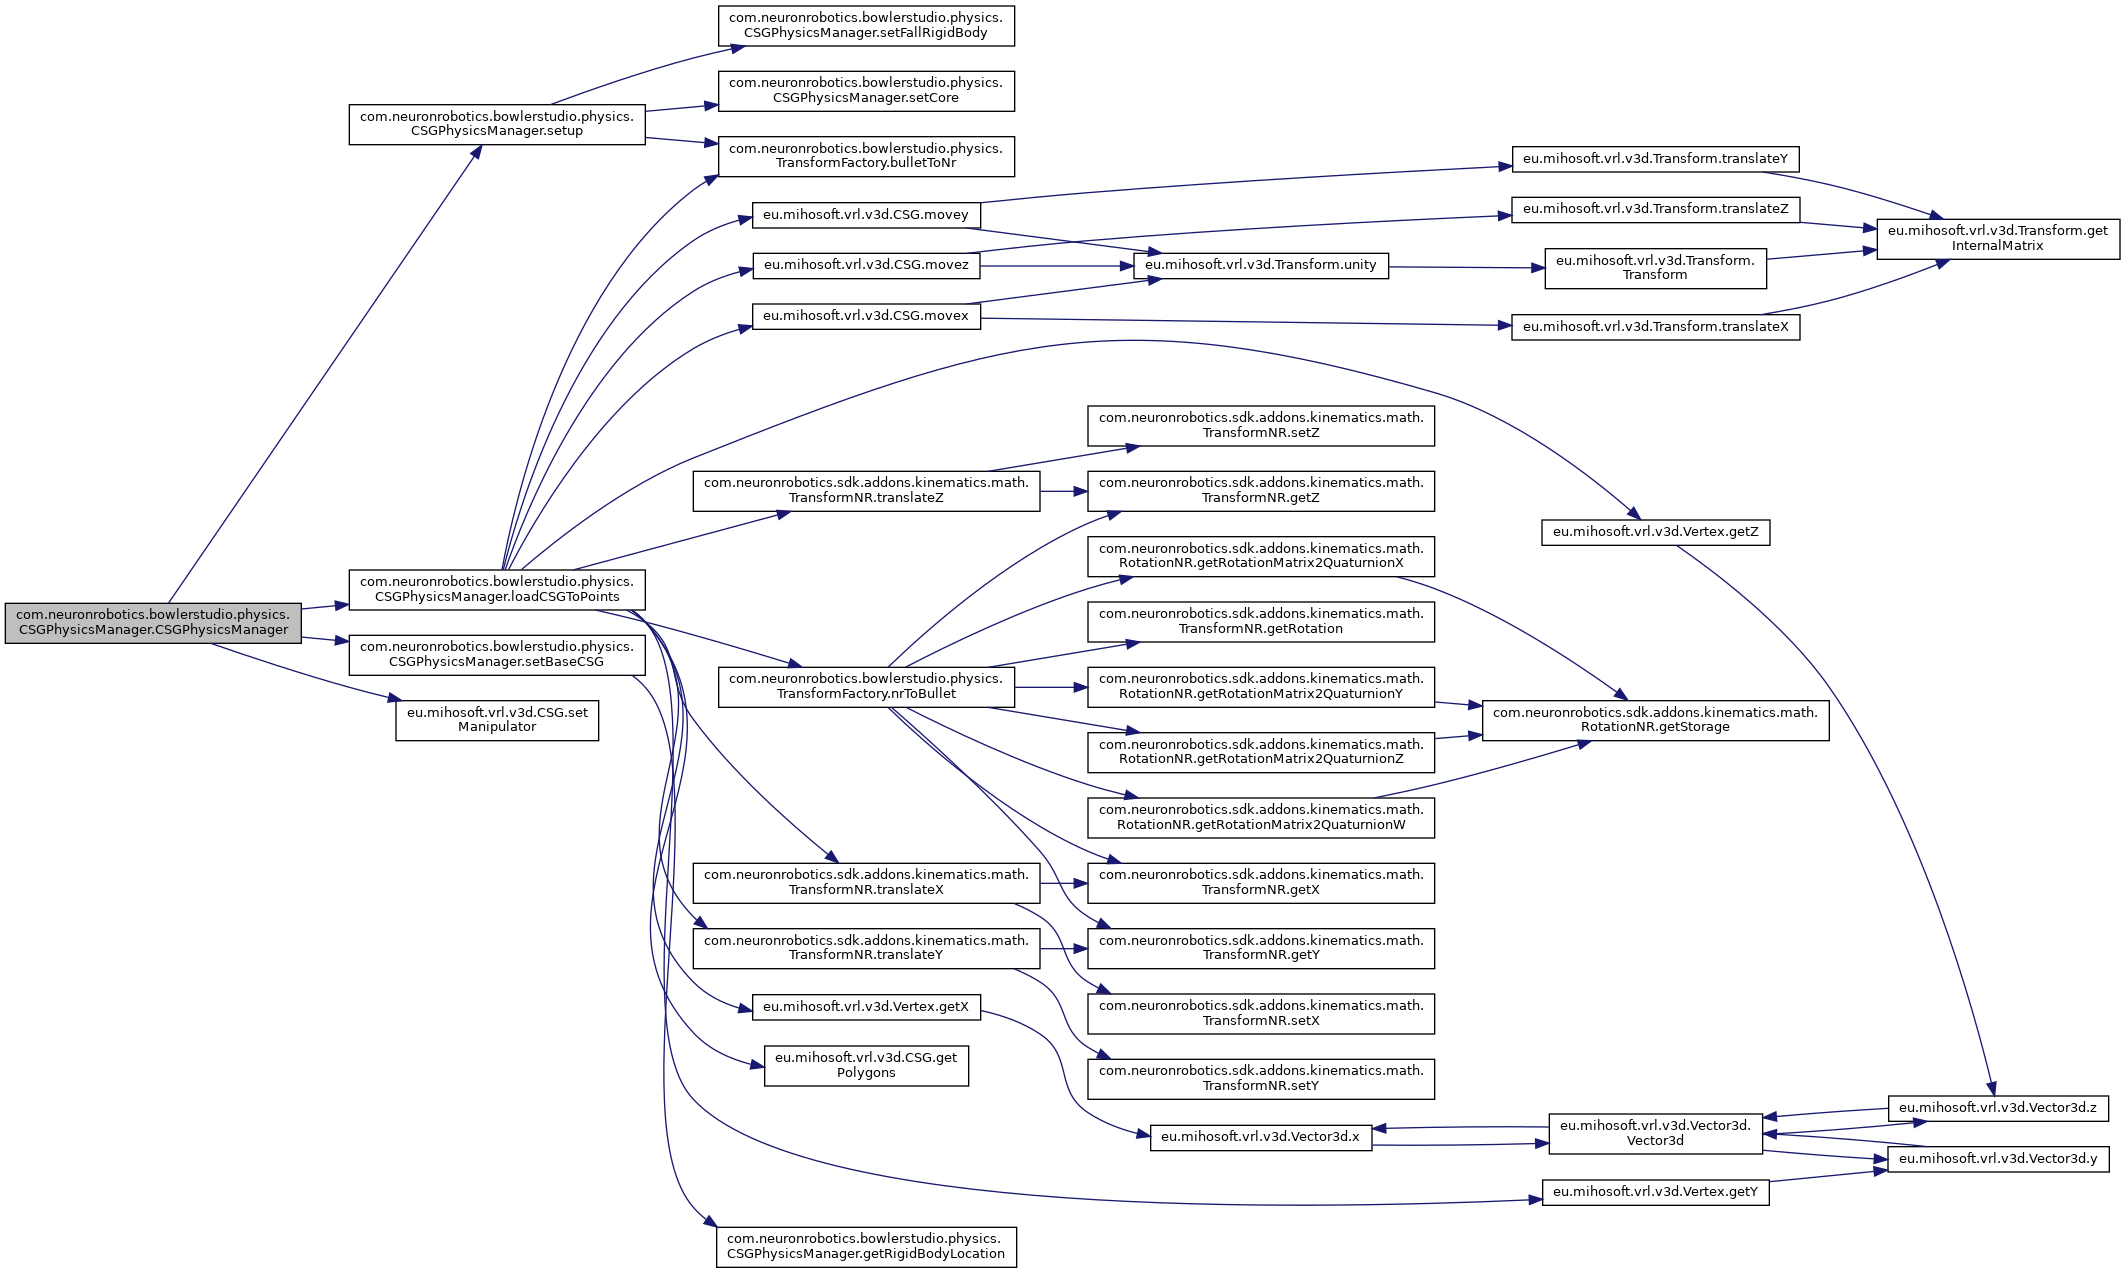 com.neuronrobotics.bowlerstudio.physics.
CSGPhysicsManager.setFallRigidBody
com.neuronrobotics.bowlerstudio.physics.
CSGPhysicsManager.setCore
com.neuronrobotics.bowlerstudio.physics.
CSGPhysicsManager.setup
com.neuronrobotics.bowlerstudio.physics.
TransformFactory.bulletToNr
eu.mihosoft.vrl.v3d.Transform.translateY
eu.mihosoft.vrl.v3d.CSG.movey
eu.mihosoft.vrl.v3d.Transform.translateZ
eu.mihosoft.vrl.v3d.Transform.get
InternalMatrix
eu.mihosoft.vrl.v3d.CSG.movez
eu.mihosoft.vrl.v3d.Transform.unity
eu.mihosoft.vrl.v3d.Transform.
Transform
eu.mihosoft.vrl.v3d.CSG.movex
eu.mihosoft.vrl.v3d.Transform.translateX
com.neuronrobotics.sdk.addons.kinematics.math.
TransformNR.setZ
com.neuronrobotics.sdk.addons.kinematics.math.
TransformNR.translateZ
com.neuronrobotics.sdk.addons.kinematics.math.
TransformNR.getZ
eu.mihosoft.vrl.v3d.Vertex.getZ
com.neuronrobotics.sdk.addons.kinematics.math.
RotationNR.getRotationMatrix2QuaturnionX
com.neuronrobotics.bowlerstudio.physics.
CSGPhysicsManager.loadCSGToPoints
com.neuronrobotics.bowlerstudio.physics.
CSGPhysicsManager.CSGPhysicsManager
com.neuronrobotics.sdk.addons.kinematics.math.
TransformNR.getRotation
com.neuronrobotics.bowlerstudio.physics.
CSGPhysicsManager.setBaseCSG
com.neuronrobotics.bowlerstudio.physics.
TransformFactory.nrToBullet
com.neuronrobotics.sdk.addons.kinematics.math.
RotationNR.getRotationMatrix2QuaturnionY
eu.mihosoft.vrl.v3d.CSG.set
Manipulator
com.neuronrobotics.sdk.addons.kinematics.math.
RotationNR.getStorage
com.neuronrobotics.sdk.addons.kinematics.math.
RotationNR.getRotationMatrix2QuaturnionZ
com.neuronrobotics.sdk.addons.kinematics.math.
RotationNR.getRotationMatrix2QuaturnionW
com.neuronrobotics.sdk.addons.kinematics.math.
TransformNR.translateX
com.neuronrobotics.sdk.addons.kinematics.math.
TransformNR.getX
com.neuronrobotics.sdk.addons.kinematics.math.
TransformNR.translateY
com.neuronrobotics.sdk.addons.kinematics.math.
TransformNR.getY
eu.mihosoft.vrl.v3d.Vertex.getX
com.neuronrobotics.sdk.addons.kinematics.math.
TransformNR.setX
eu.mihosoft.vrl.v3d.CSG.get
Polygons
com.neuronrobotics.sdk.addons.kinematics.math.
TransformNR.setY
eu.mihosoft.vrl.v3d.Vector3d.z
eu.mihosoft.vrl.v3d.Vector3d.x
eu.mihosoft.vrl.v3d.Vector3d.
Vector3d
eu.mihosoft.vrl.v3d.Vector3d.y
eu.mihosoft.vrl.v3d.Vertex.getY
com.neuronrobotics.bowlerstudio.physics.
CSGPhysicsManager.getRigidBodyLocation